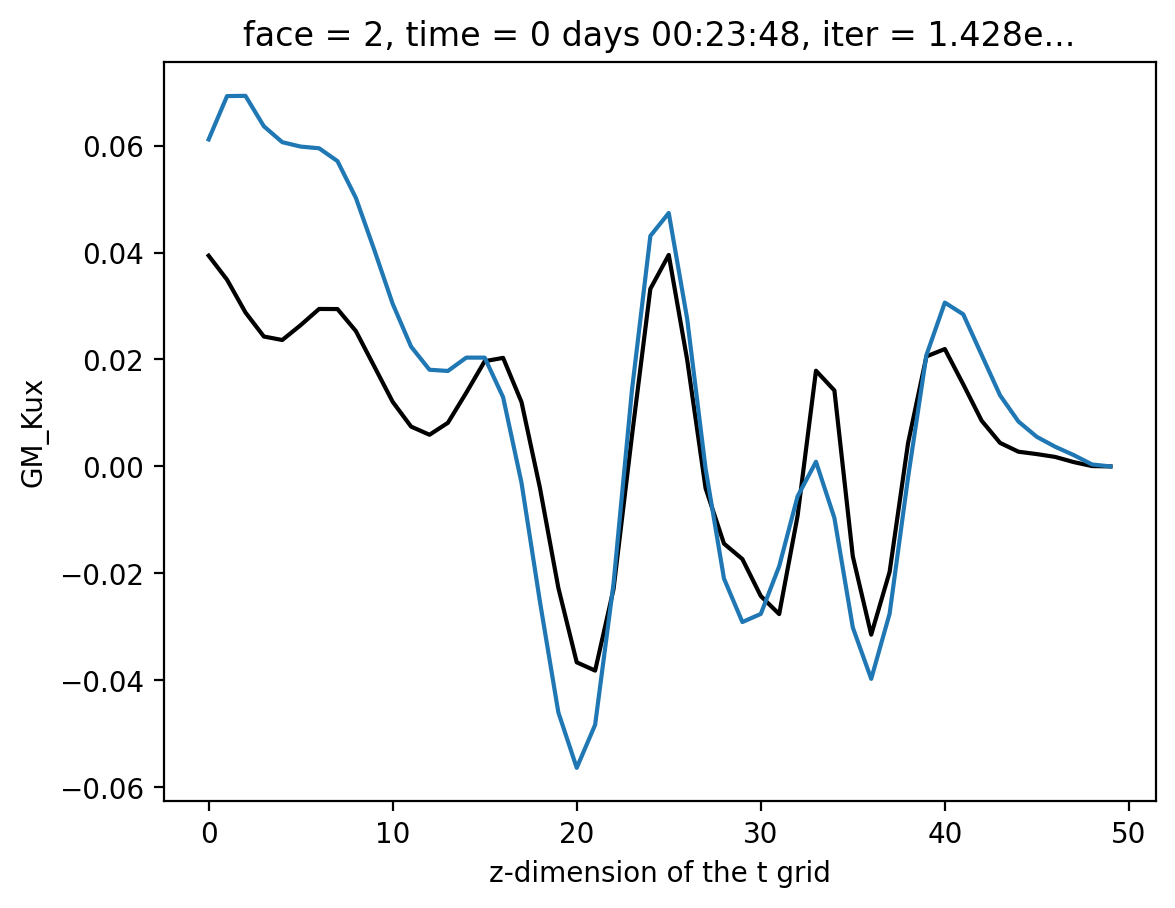 face = 2, time = 0 days 00:23:48, iter = 1.428e...
GM_Kux
0.06
0.04
0.02
0.00
−0.02
−0.04
−0.06
0 10 20 30 40 50
z-dimension of the t grid